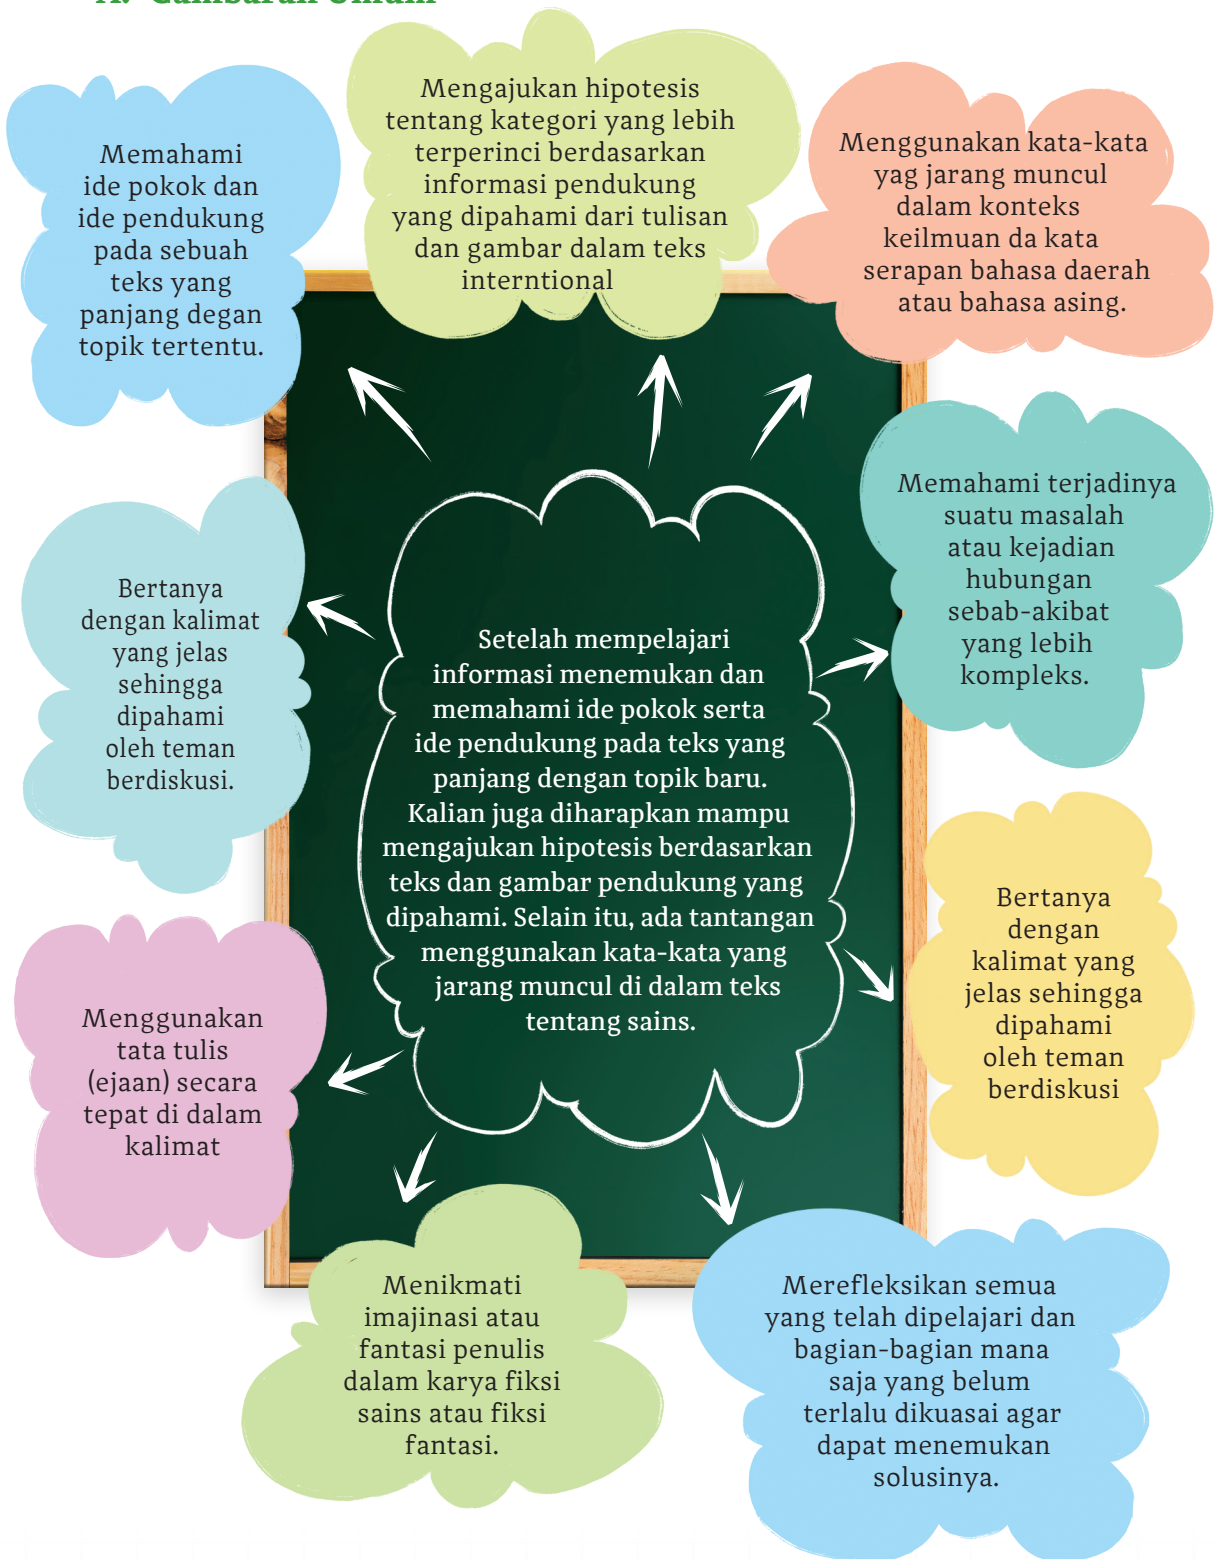 A. Gambaran Umum
Mengajukan hipotesis
tentang kategori yang lebih
terperinci berdasarkan
informasi pendukung
yang dipahami dari tulisan
dan gambar dalam teks
interntional
Memahami
ide pokok dan
ide pendukung
pada sebuah
teks yang
panjang degan
topik tertentu.
Menggunakan kata-kata
yag jarang muncul
dalam konteks
keilmuan da kata
serapan bahasa daerah
atau bahasa asing.
Memahami terjadinya
suatu masalah
atau kejadian
hubungan
sebab-akibat
yang lebih
kompleks.
Bertanya
dengan kalimat
yang jelas
sehingga
dipahami
oleh teman
berdiskusi.
Setelah mempelajari
informasi menemukan dan
memahami ide pokok serta
ide pendukung pada teks yang
panjang dengan topik baru.
Kalian juga diharapkan mampu
mengajukan hipotesis berdasarkan
teks dan gambar pendukung yang
dipahami. Selain itu, ada tantangan
menggunakan kata-kata yang
jarang muncul di dalam teks
tentang sains.
Bertanya
dengan
kalimat yang
jelas sehingga
dipahami
oleh teman
berdiskusi
Menggunakan
tata tulis
(ejaan) secara
tepat di dalam
kalimat
Menikmati
imajinasi atau
fantasi penulis
dalam karya fiksi
sains atau fiksi
fantasi.
Merefleksikan semua
yang telah dipelajari dan
bagian-bagian mana
saja yang belum
terlalu dikuasai agar
dapat menemukan
solusinya.